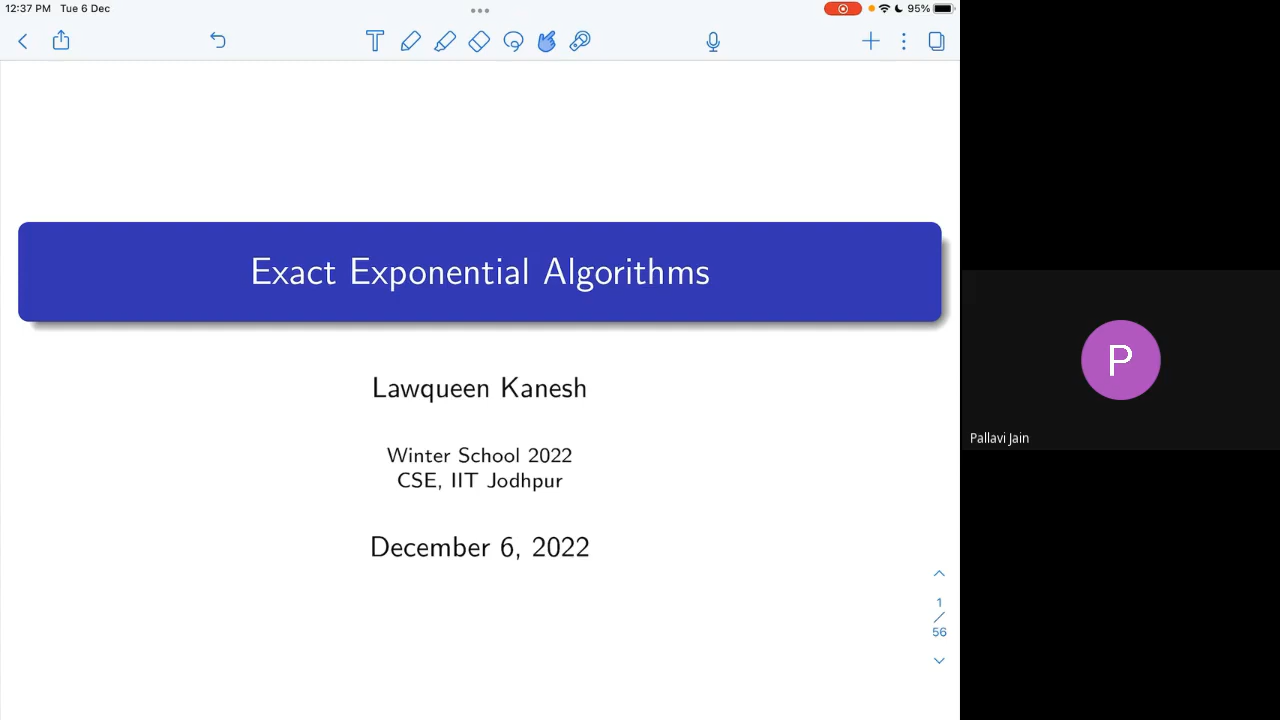 12:37 PM Tue 6 Dec
95%
T
Exact Exponential Algorithms
Lawqueen Kanesh
Winter School 2022
CSE, IIT Jodhpur
December 6, 2022
1
/
56
P
Pallavi Jain